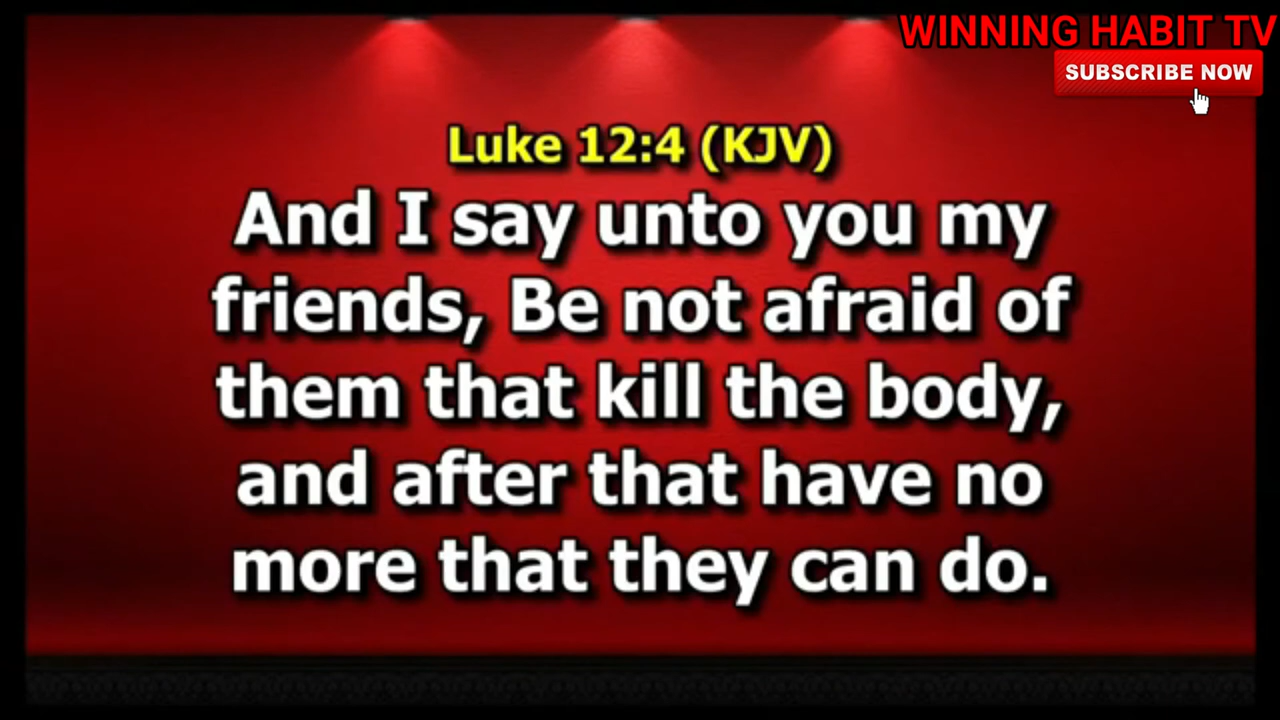 WINNING HABIT TV
SUBSCRIBE NOW
Luke 12:4 (KJV)
And I say unto you my
friends, Be not afraid of
them that kill the body,
and after that have no
more that they can do.